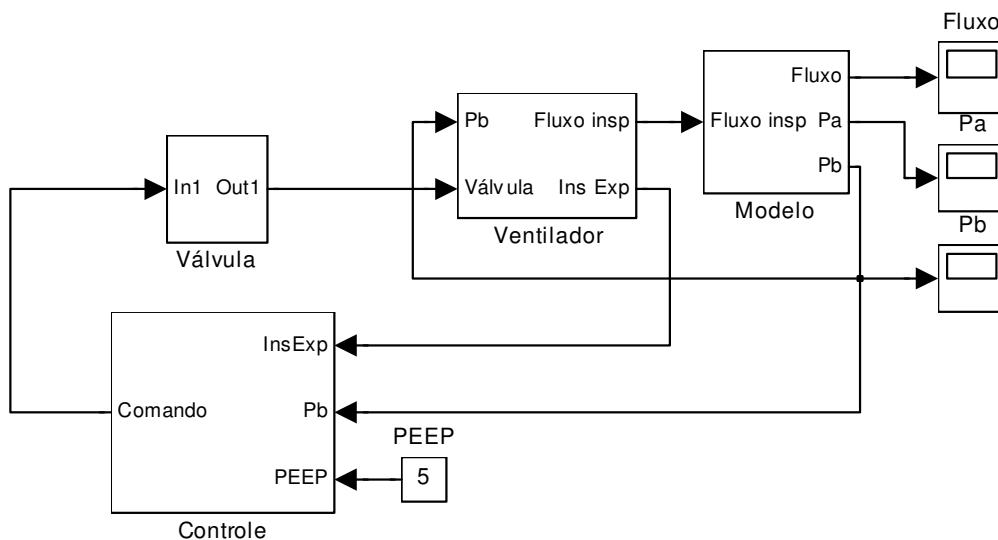 Fluxo
Fluxo
Pb
Fluxo insp
Fluxo insp
Pa
Pa
Válvula
Ins Exp
Pb
In1
Out1
Modelo
Ventilador
Pb
Válvula
InsExp
Comando
Pb
PEEP
PEEP
5
Controle